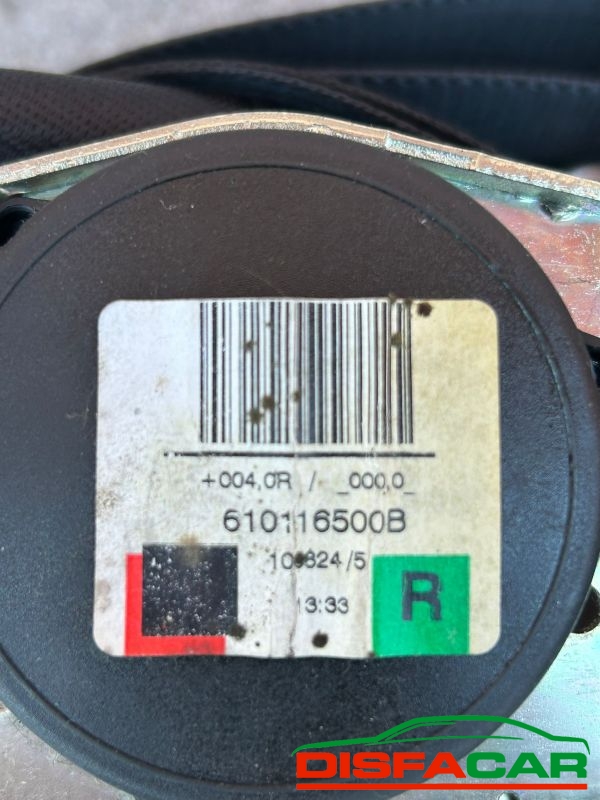 +004,0R / _000,0_
610116500B
13:33
R
DISFACAR